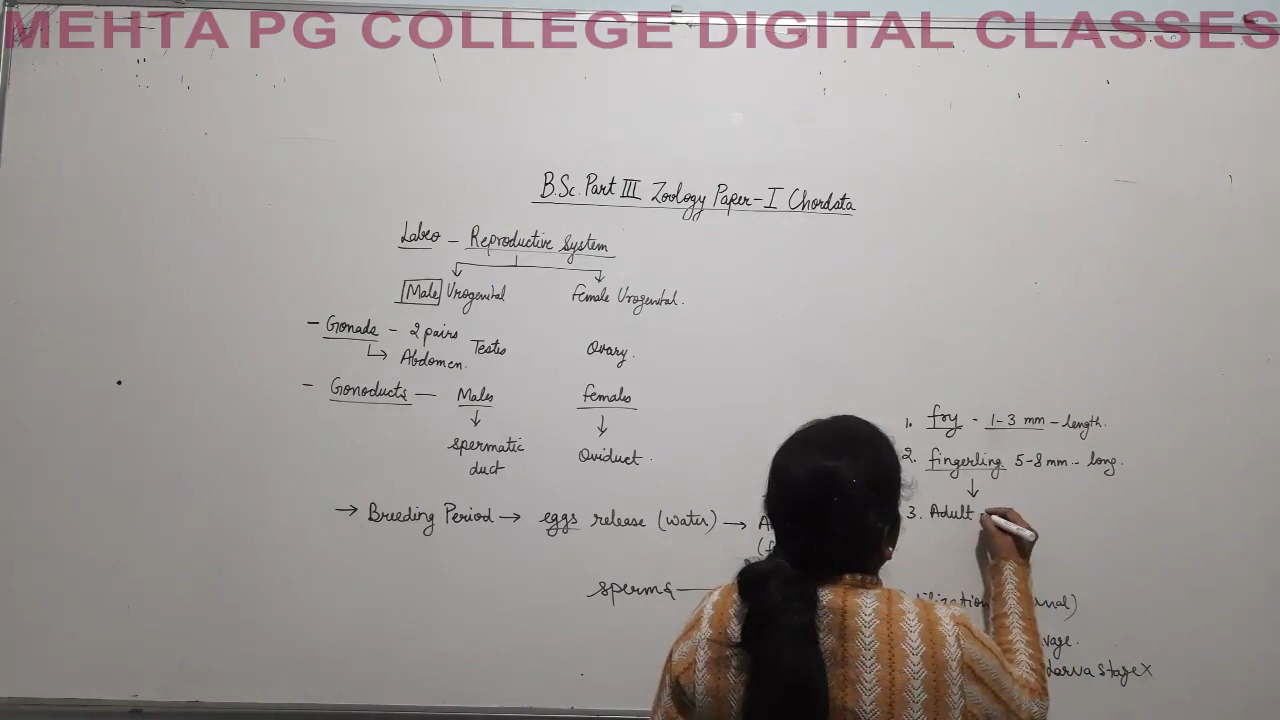 MEHTA PG COLLEGE DIGITAL CLASSES
B.Sc. Part III Zoology Paper-I Chordata
Labeo - Reproductive System
Male Urogenital Female Urogenital.
- Gonads - 2 pairs Testis Ovary.
Abdomen.
- Gonoducts - Males Females
spermatic duct Oviduct.
→ Breeding Period → eggs release (water) →
sperms
1. fry - 1-3 mm - length.
2. fingerling. 5-8 mm - long.
3. Adult
Larva stage X